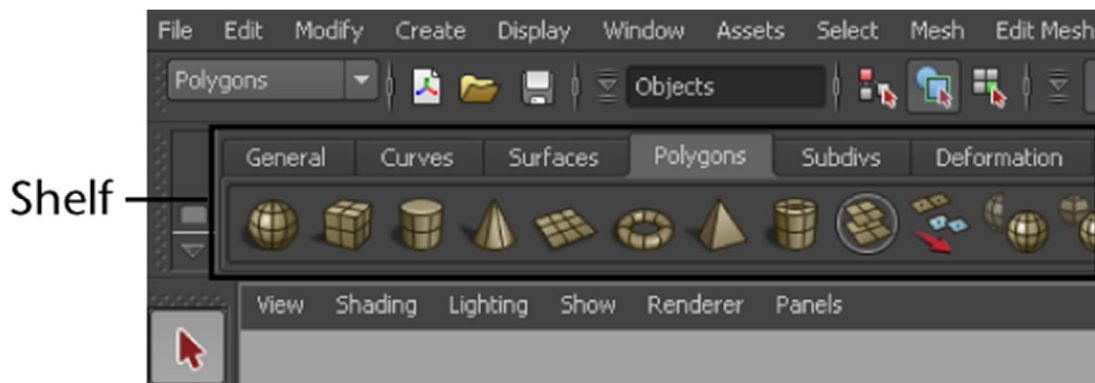 File Edit Modify Create Display Window Assets Select Mesh Edit Mesh
Polygons Objects
General Curves Surfaces Polygons Subdivs Deformation
Shelf
View Shading Lighting Show Renderer Panels